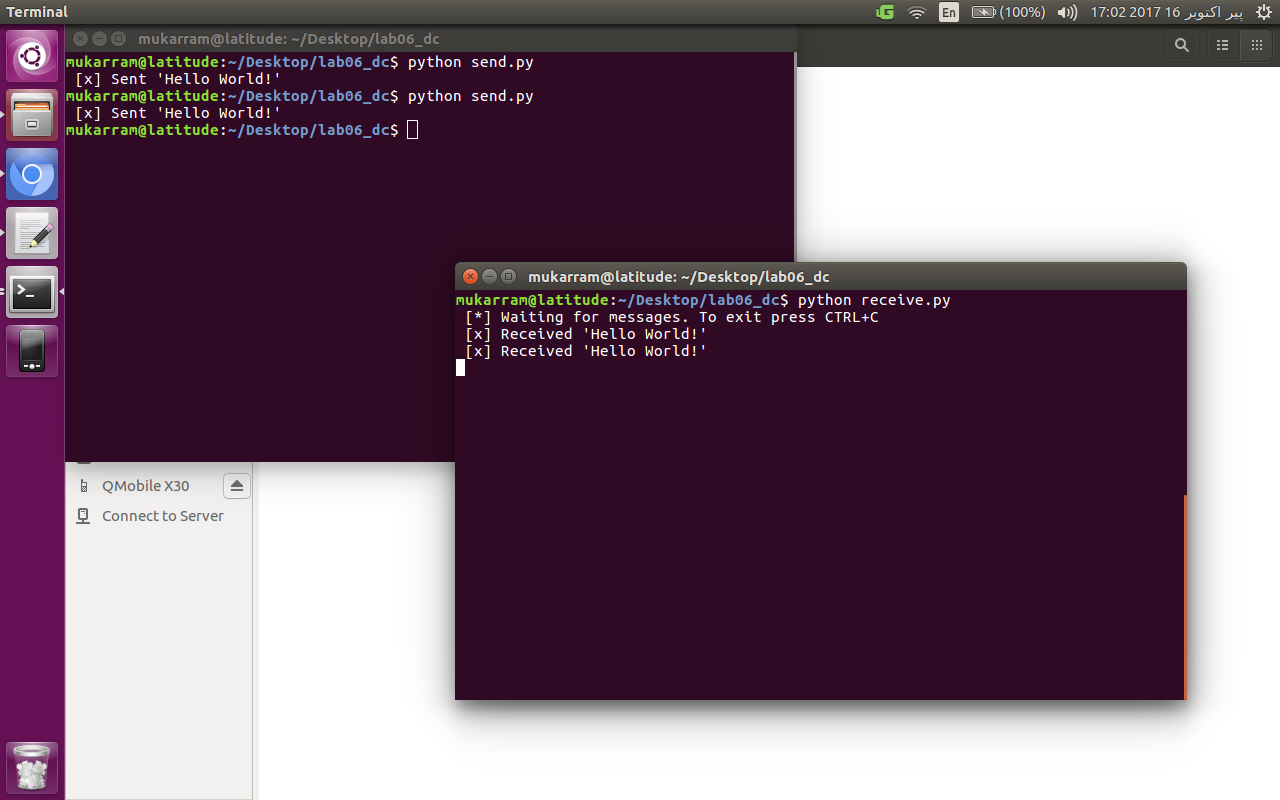 Terminal
En
(100%)
پیر اکتوبر 16 2017 17:02
mukarram@latitude: ~/Desktop/lab06_dc
mukarram@latitude:~/Desktop/lab06_dc$ python send.py
[x] Sent 'Hello World!'
mukarram@latitude:~/Desktop/lab06_dc$ python send.py
[x] Sent 'Hello World!'
mukarram@latitude:~/Desktop/lab06_dc$
mukarram@latitude: ~/Desktop/lab06_dc
mukarram@latitude:~/Desktop/lab06_dc$ python receive.py
[*] Waiting for messages. To exit press CTRL+C
[x] Received 'Hello World!'
[x] Received 'Hello World!'
QMobile X30
Connect to Server